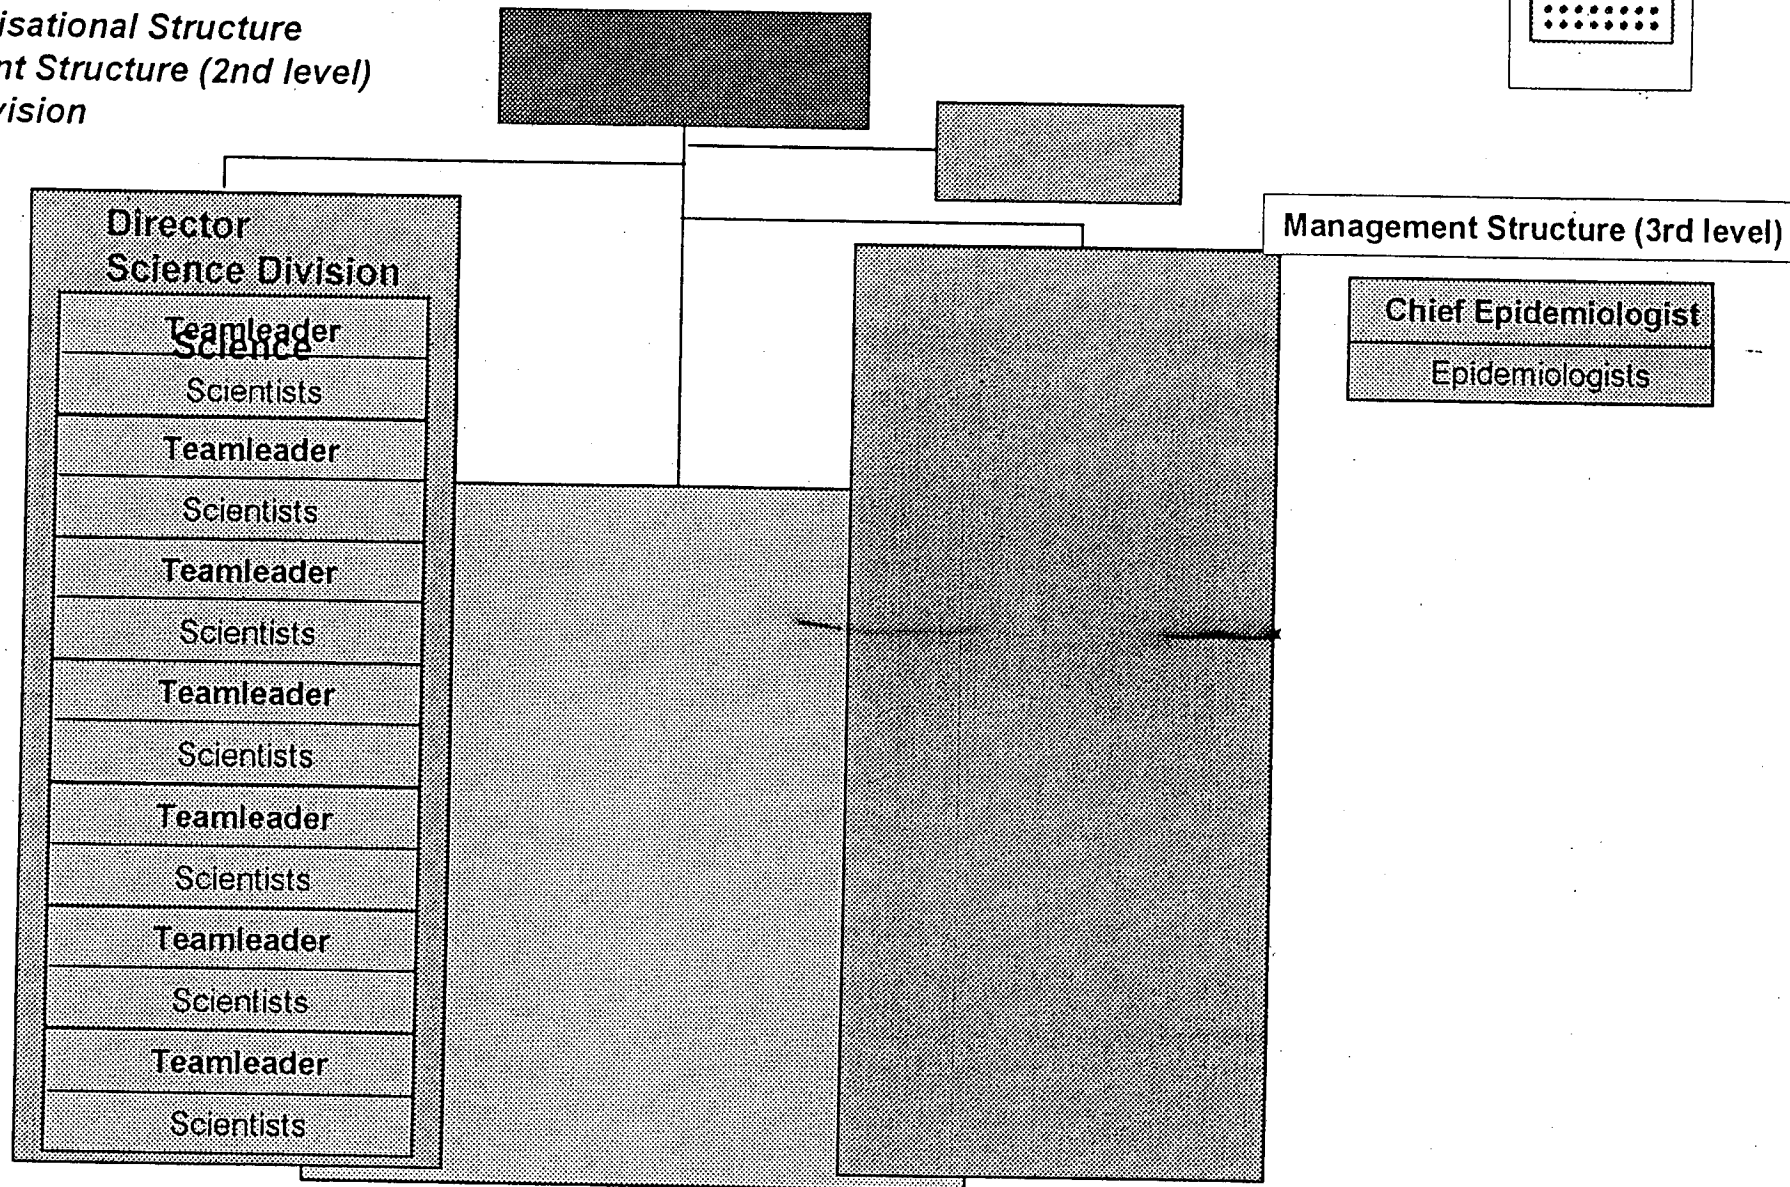 isational Structure
nt Structure (2nd level)
vision
Director
Science Division
Teamleader
Science
Scientists
Teamleader
Scientists
Teamleader
Scientists
Teamleader
Scientists
Teamleader
Scientists
Teamleader
Scientists
Teamleader
Scientists
Management Structure (3rd level)
Chief Epidemiologist
Epidemiologists